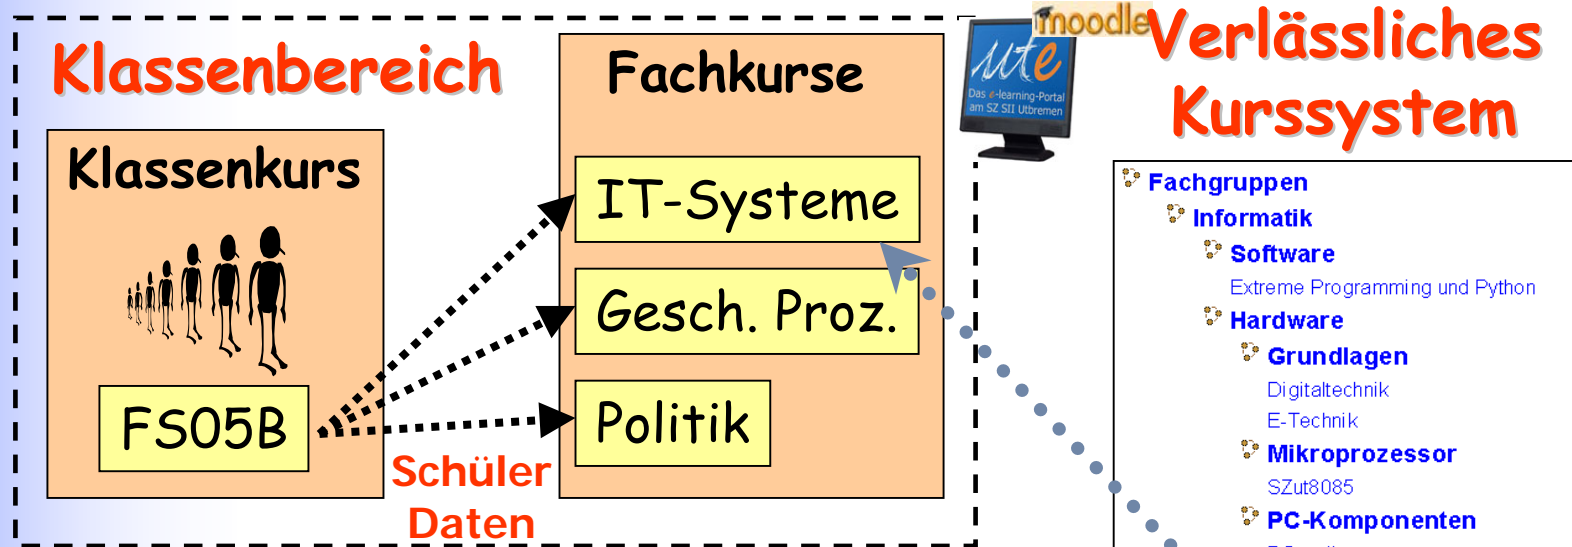 Klassenbereich
Klassenkurs
FS05B
Schüler
Daten
Fachkurse
IT-Systeme
Gesch. Proz.
Politik
moodle
ute
Das e-learning-Portal
am SZ SII Utbremen
Verlässliches
Kurssystem
Fachgruppen
Informatik
Software
Extreme Programming und Python
Hardware
Grundlagen
Digitaltechnik
E-Technik
Mikroprozessor
SZut8085
PC-Komponenten